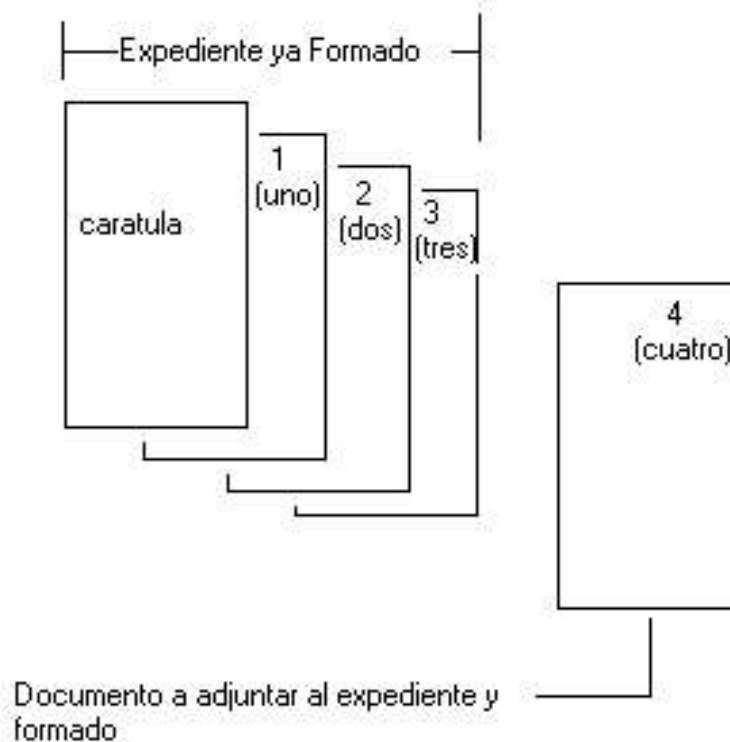 Expediente ya Formado
caratula
1
(uno)
2
(dos)
3
(tres)
4
(cuatro)
Documento a adjuntar al expediente y
formado